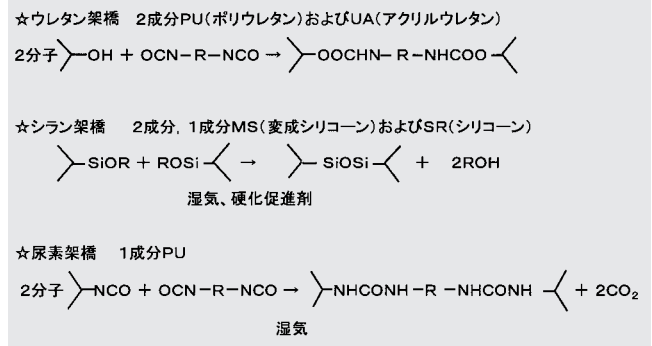 ☆ウレタン架橋 2成分PU(ポリウレタン)およびUA(アクリルウレタン)
2分子 OH + OCN-R-NCO → OOCHN-R-NHCOO
☆シラン架橋 2成分, 1成分MS(変成シリコーン)およびSR(シリコーン)
SiOR + ROSi → SiOSi + 2ROH
湿気、硬化促進剤
☆尿素架橋 1成分PU
2分子 NCO + OCN-R-NCO → NHCONH-R-NHCONH + 2CO₂
湿気